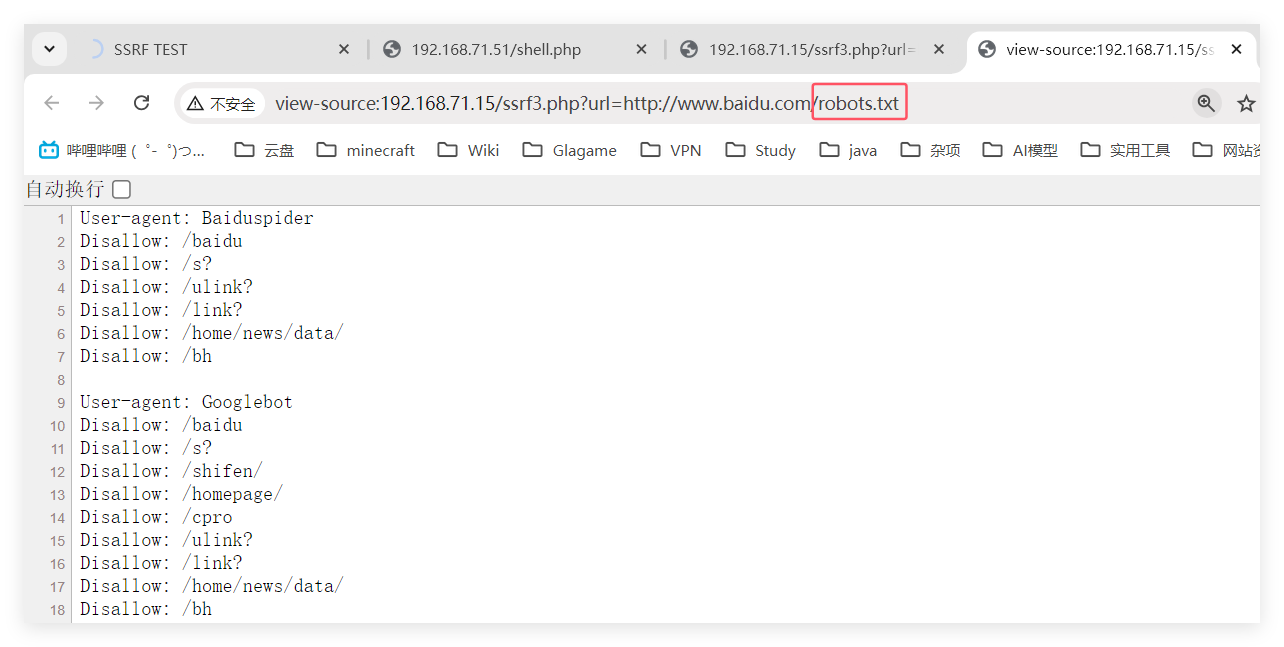 SSRF TEST
192.168.71.51/shell.php
192.168.71.15/ssrf3.php?url=
view-source:192.168.71.15/ss
不安全
view-source:192.168.71.15/ssrf3.php?url=http://www.baidu.com/robots.txt
哔哩哔哩 ( ゜- ゜)つ...
云盘
minecraft
Wiki
Glagame
VPN
Study
java
杂项
AI模型
实用工具
网站资
自动换行
1 User-agent: Baiduspider
2 Disallow: /baidu
3 Disallow: /s?
4 Disallow: /ulink?
5 Disallow: /link?
6 Disallow: /home/news/data/
7 Disallow: /bh
8
9 User-agent: Googlebot
10 Disallow: /baidu
11 Disallow: /s?
12 Disallow: /shifen/
13 Disallow: /homepage/
14 Disallow: /cpro
15 Disallow: /ulink?
16 Disallow: /link?
17 Disallow: /home/news/data/
18 Disallow: /bh